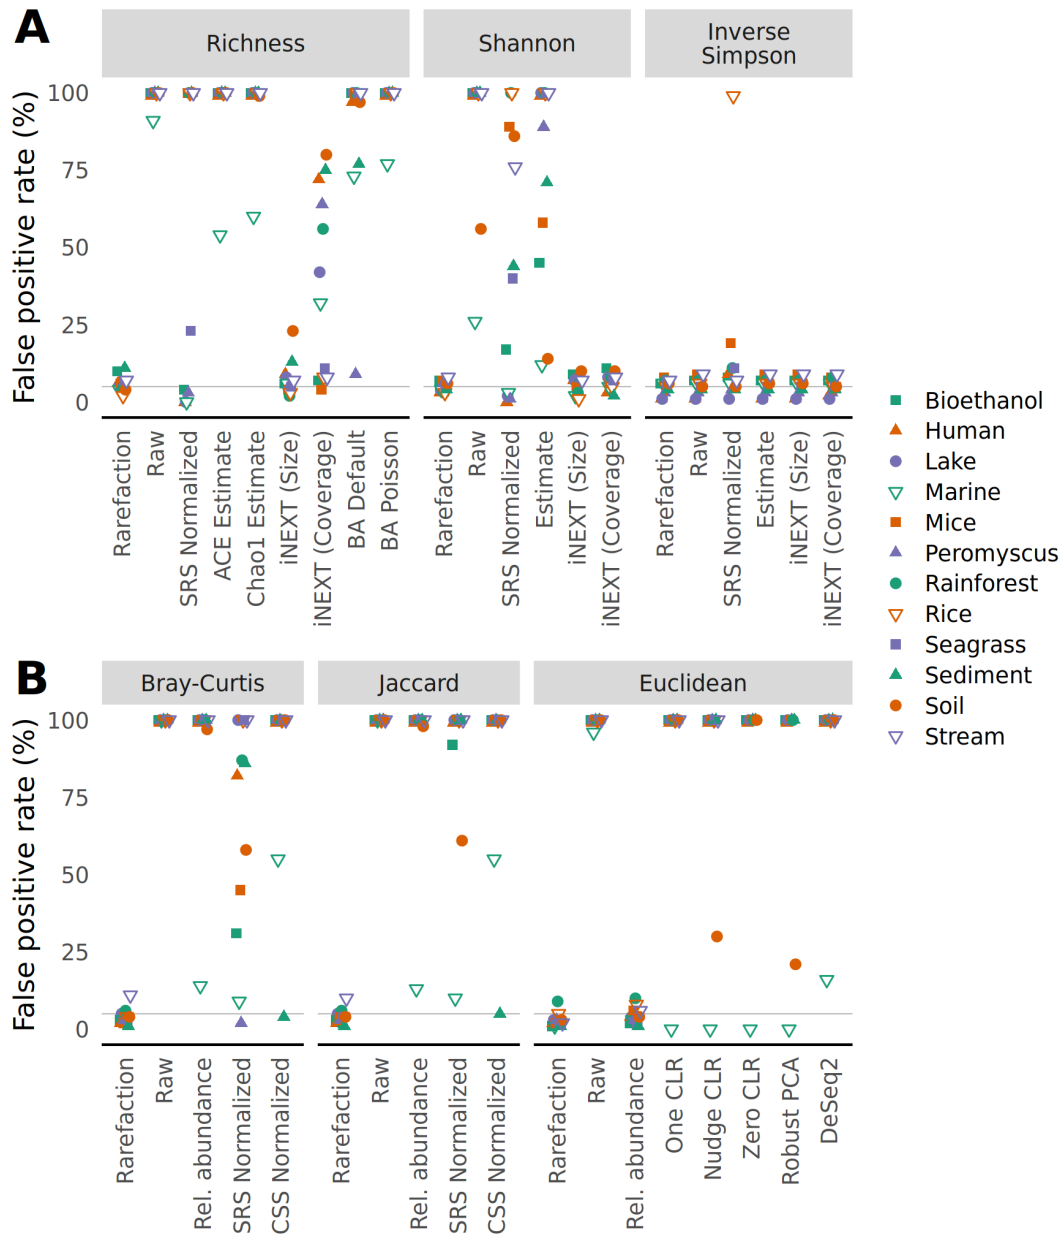 A
Richness
Shannon
Inverse
Simpson
False positive rate (%)
100
75
50
25
0
Rarefaction
Raw
SRS Normalized
ACE Estimate
Chao1 Estimate
iNEXT (Size)
iNEXT (Coverage)
BA Default
BA Poisson
Rarefaction
Raw
SRS Normalized
Estimate
iNEXT (Size)
iNEXT (Coverage)
Rarefaction
Raw
SRS Normalized
Estimate
iNEXT (Size)
iNEXT (Coverage)
Bioethanol
Human
Lake
Marine
Mice
Peromyscus
Rainforest
Rice
Seagrass
Sediment
Soil
Stream
B
Bray-Curtis
Jaccard
Euclidean
False positive rate (%)
100
75
50
25
0
Rarefaction
Raw
Rel. abundance
SRS Normalized
CSS Normalized
Rarefaction
Raw
Rel. abundance
SRS Normalized
CSS Normalized
Rarefaction
Raw
Rel. abundance
One CLR
Nudge CLR
Zero CLR
Robust PCA
DeSeq2